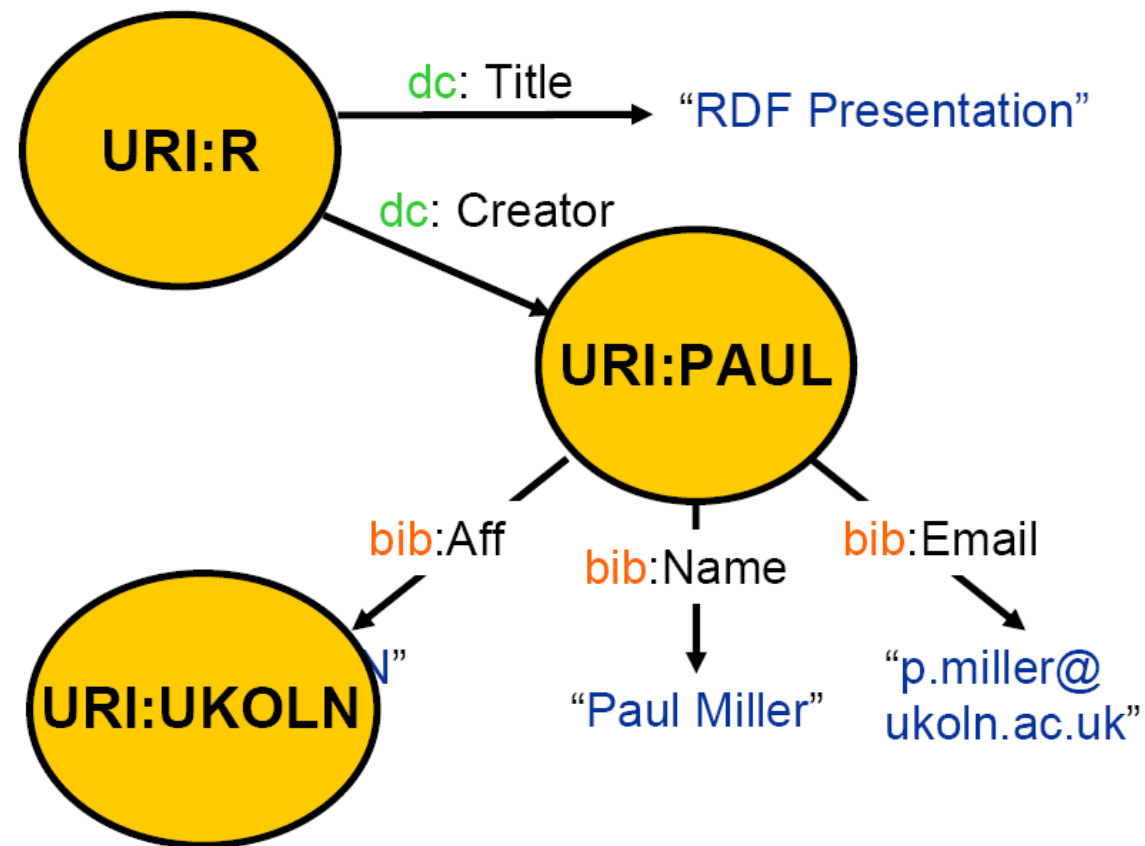 dc: Title
“RDF Presentation”
URI:R
dc: Creator
URI:PAUL
bib:Aff
bib:Name
bib:Email
URI:UKOLN
N”
“Paul Miller”
“p.miller@
ukoln.ac.uk”